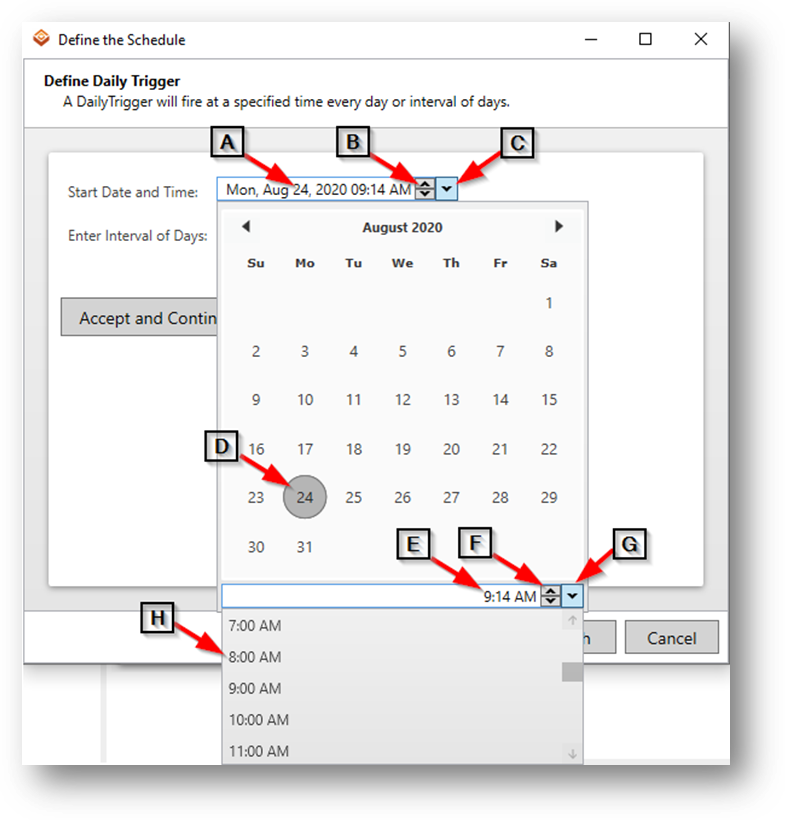 Define the Schedule
Define Daily Trigger
A DailyTrigger will fire at a specified time every day or interval of days.
A B C
Start Date and Time: Mon, Aug 24, 2020 09:14 AM
Enter Interval of Days:
August 2020
Su Mo Tu We Th Fr Sa
1
Accept and Contin
2 3 4 5 6 7 8
9 10 11 12 13 14 15
D
16 17 18 19 20 21 22
23 24 25 26 27 28 29
30 31
E F G
9:14 AM
H
7:00 AM
h Cancel
8:00 AM
9:00 AM
10:00 AM
11:00 AM